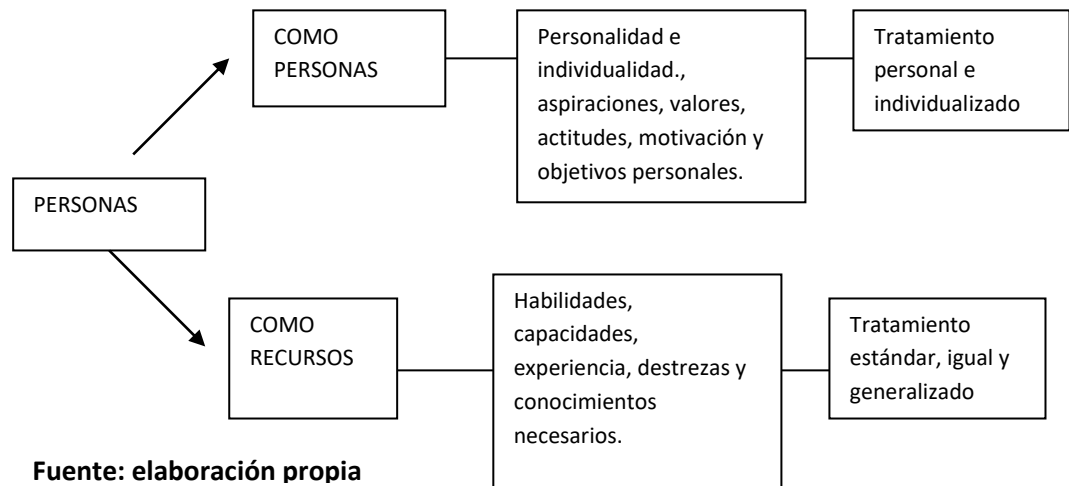 COMO
PERSONAS
Personalidad e
individualidad.,
aspiraciones, valores,
actitudes, motivación y
objetivos personales.
Tratamiento
personal e
individualizado
PERSONAS
COMO
RECURSOS
Habilidades,
capacidades,
experiencia, destrezas y
conocimientos
necesarios.
Tratamiento
estándar, igual y
generalizado
Fuente: elaboración propia